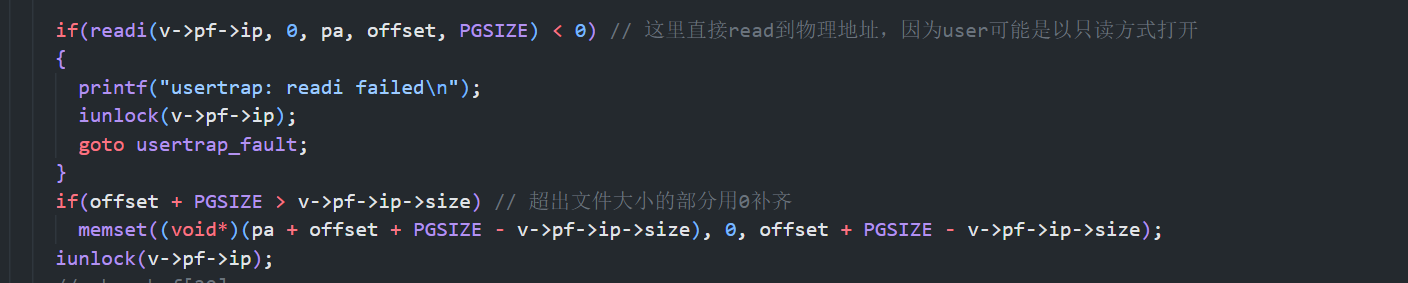 if(readi(v->pf->ip, 0, pa, offset, PGSIZE) < 0) // 这里直接read到物理地址，因为user可能是以只读方式打开
{
printf("usertrap: readi failed\n");
iunlock(v->pf->ip);
goto usertrap_fault;
}
if(offset + PGSIZE > v->pf->ip->size) // 超出文件大小的部分用0补齐
memset((void*)(pa + offset + PGSIZE - v->pf->ip->size), 0, offset + PGSIZE - v->pf->ip->size);
iunlock(v->pf->ip);